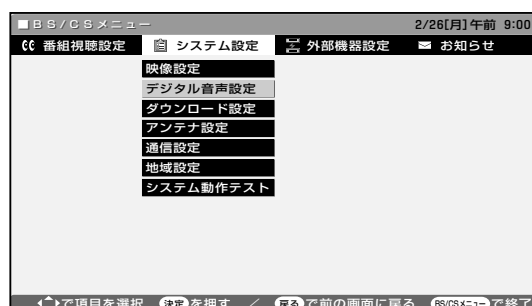 ■BS/CSメニュー 2/26[月]午前 9:00
番組視聴設定 システム設定 外部機器設定 お知らせ
映像設定
デジタル音声設定
ダウンロード設定
アンテナ設定
通信設定
地域設定
システム動作テスト
で項目を選択 決定を押す / 戻るで前の画面に戻る BS/CSメニューで終了